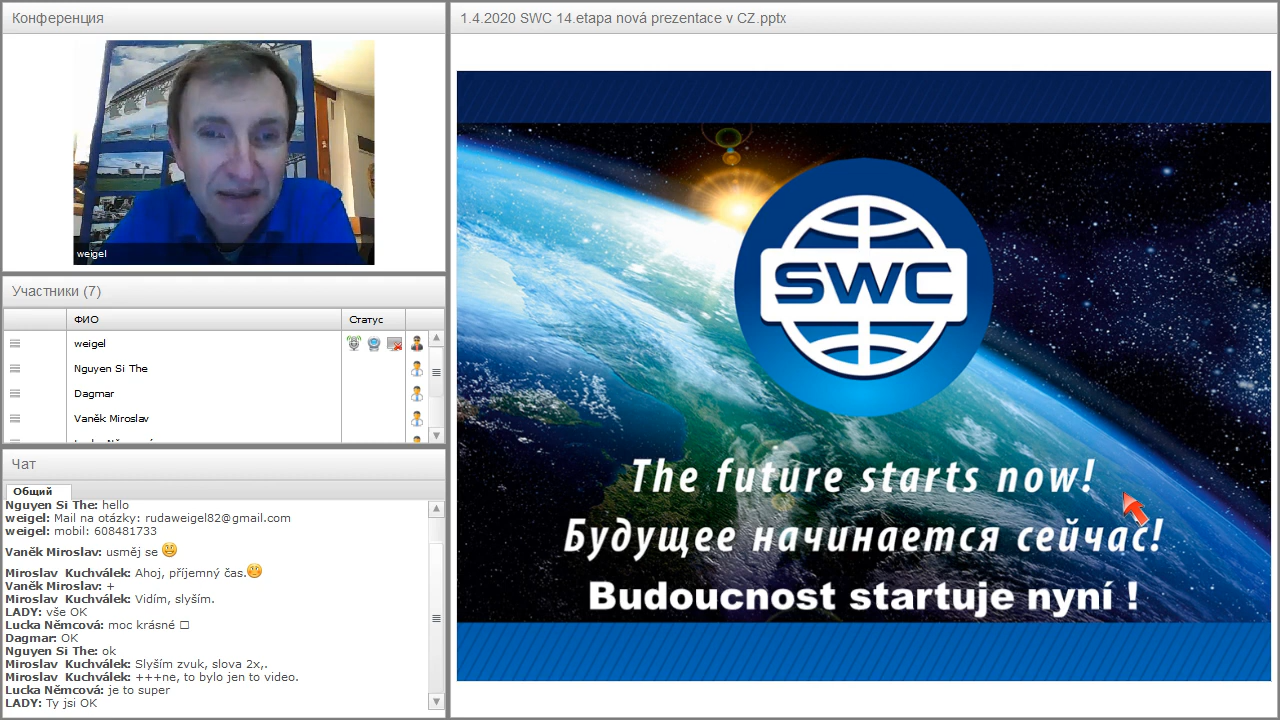 Конференция
weigel
Участники (7)
ФИО
Статус
weigel
Nguyen Si The
Dagmar
Vaněk Miroslav
Чат
Общий
Nguyen Si The: hello
weigel: Mail na otázky: rudaweigel82@gmail.com
weigel: mobil: 608481733
Vaněk Miroslav: usměj se
Miroslav Kuchválek: Ahoj, příjemný čas.
Vaněk Miroslav: +
Miroslav Kuchválek: Vidím, slyším.
LADY: vše OK
Lucka Němcová: moc krásné □
Dagmar: OK
Nguyen Si The: ok
Miroslav Kuchválek: Slyším zvuk, slova 2x,.
Miroslav Kuchválek: +++ne, to bylo jen to video.
Lucka Němcová: je to super
LADY: Ty jsi OK
1.4.2020 SWC 14.etapa nová prezentace v CZ.pptx
SWC
The future starts now!
Будущее начинается сейчас!
Budoucnost startuje nyní !